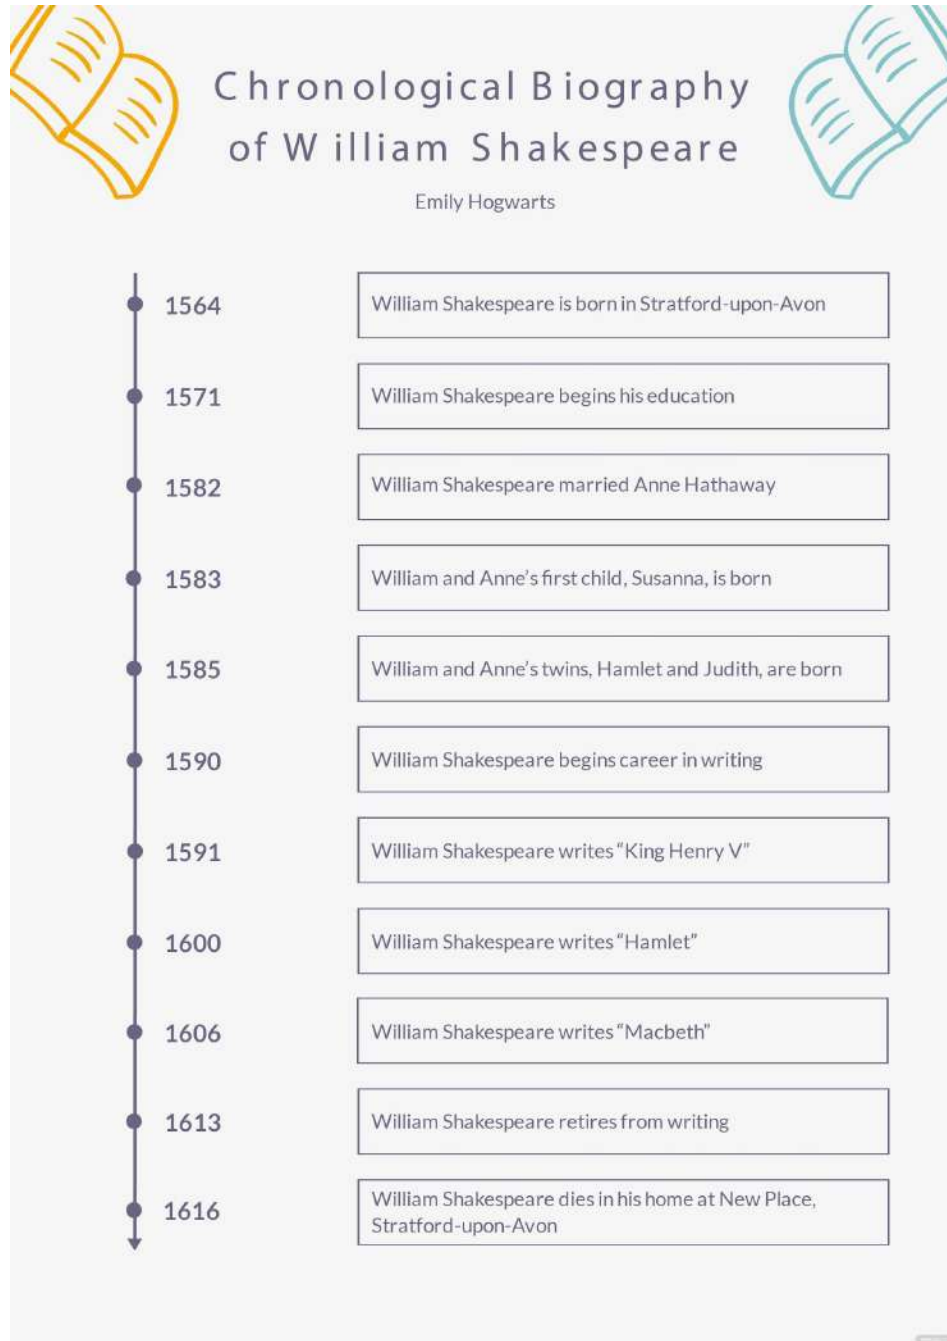 Chronological Biography
of William Shakespeare
Emily Hogwarts
1564
William Shakespeare is born in Stratford-upon-Avon
1571
William Shakespeare begins his education
1582
William Shakespeare married Anne Hathaway
1583
William and Anne's first child, Susanna, is born
1585
William and Anne's twins, Hamlet and Judith, are born
1590
William Shakespeare begins career in writing
1591
William Shakespeare writes “King Henry V”
1600
William Shakespeare writes “Hamlet”
1606
William Shakespeare writes “Macbeth”
1613
William Shakespeare retires from writing
1616
William Shakespeare dies in his home at New Place,
Stratford-upon-Avon